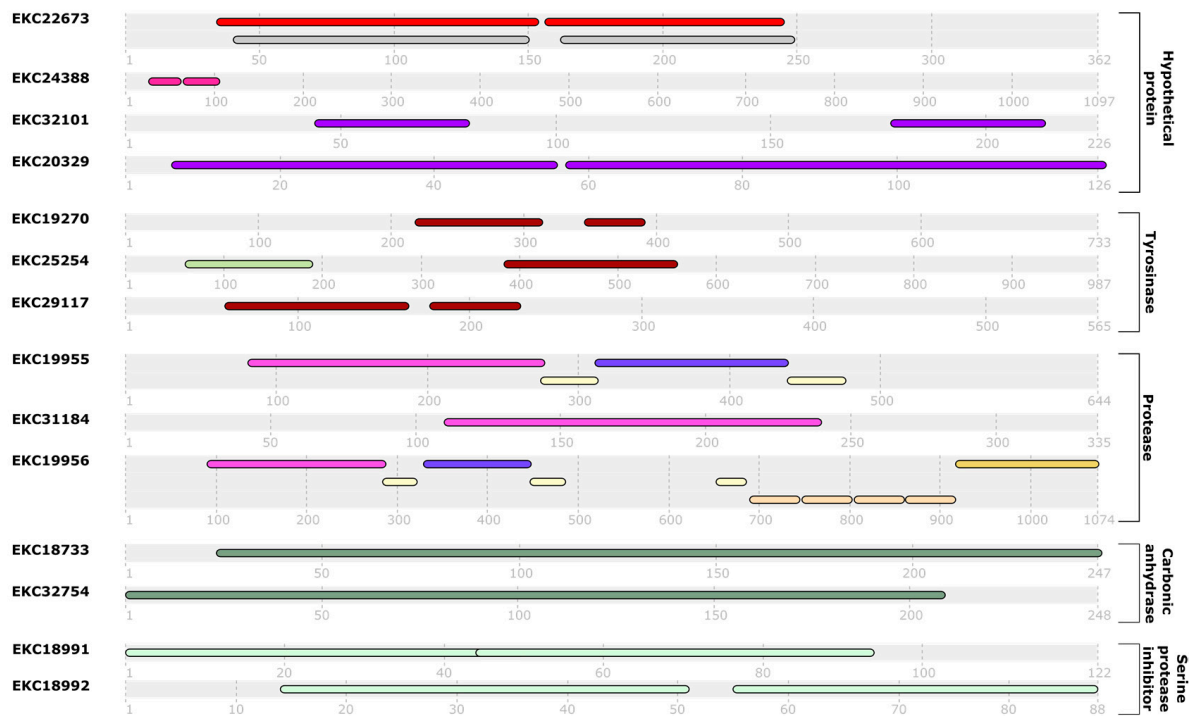 EKC22673
1 50 100 150 200 250 300 362
EKC24388
1 100 200 300 400 500 600 700 800 900 1000 1097
EKC32101
1 50 100 150 200 226
EKC20329
1 20 40 60 80 100 126
Hypothetical
protein
EKC19270
1 100 200 300 400 500 600 733
EKC25254
1 100 200 300 400 500 600 700 800 900 987
EKC29117
1 100 200 300 400 500 565
Tyrosinase
EKC19955
1 100 200 300 400 500 644
EKC31184
1 50 100 150 200 250 300 335
EKC19956
1 100 200 300 400 500 600 700 800 900 1000 1074
Protease
EKC18733
1 50 100 150 200 247
EKC32754
1 50 100 150 200 248
Carbonic
anhydrase
EKC18991
1 20 40 60 80 100 122
EKC18992
1 10 20 30 40 50 60 70 80 88
Serine
protease
inhibitor